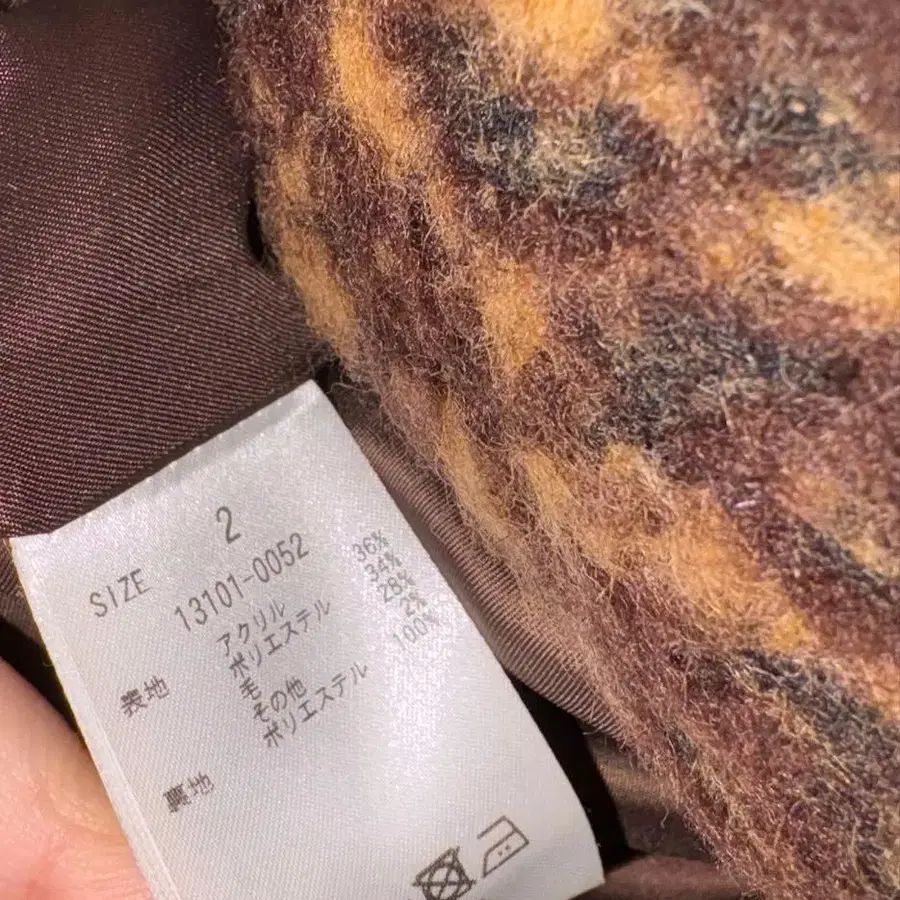 SIZE 2
13101-0052
表地 アクリル 36%
ポリエステル 34%
毛 28%
その他 2%
裏地 ポリエステル 100%